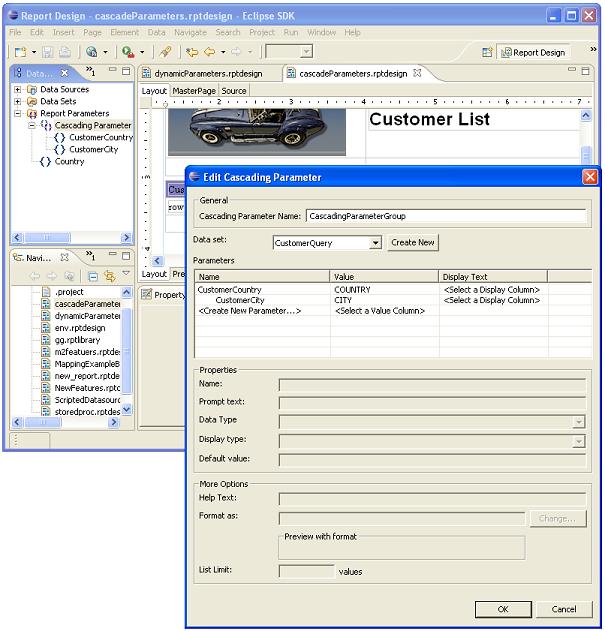 Report Design - cascadeParameters.rptdesign - Eclipse SDK
File Edit Insert Page Element Data Navigate Search Project Run Window Help
Report Design
Data...
1
dynamicParameters.rptdesign
cascadeParameters.rptdesign
Layout MasterPage Source
Data Sources
Data Sets
Report Parameters
Cascading Parameter
CustomerCountry
CustomerCity
Country
Customer List
Cus
row
Layout Pre
Navi...
1
Property
.project
cascadeParameter
dynamicParameter
env.rptdesign
gg.rptlibrary
m2featuers.rptdes
MappingExampleB
new_report.rptdes
NewFeatures.rptd
ScriptedDatasourc
storedproc.rptdes
Edit Cascading Parameter
General
Cascading Parameter Name: CascadingParameterGroup
Data set: CustomerQuery Create New
Parameters
Name Value Display Text
CustomerCountry COUNTRY <Select a Display Column>
CustomerCity CITY <Select a Display Column>
<Create New Parameter...> <Select a Value Column>
Properties
Name:
Prompt text:
Data Type
Display type:
Default value:
More Options
Help Text:
Format as: Change...
Preview with format
List Limit: values
OK Cancel